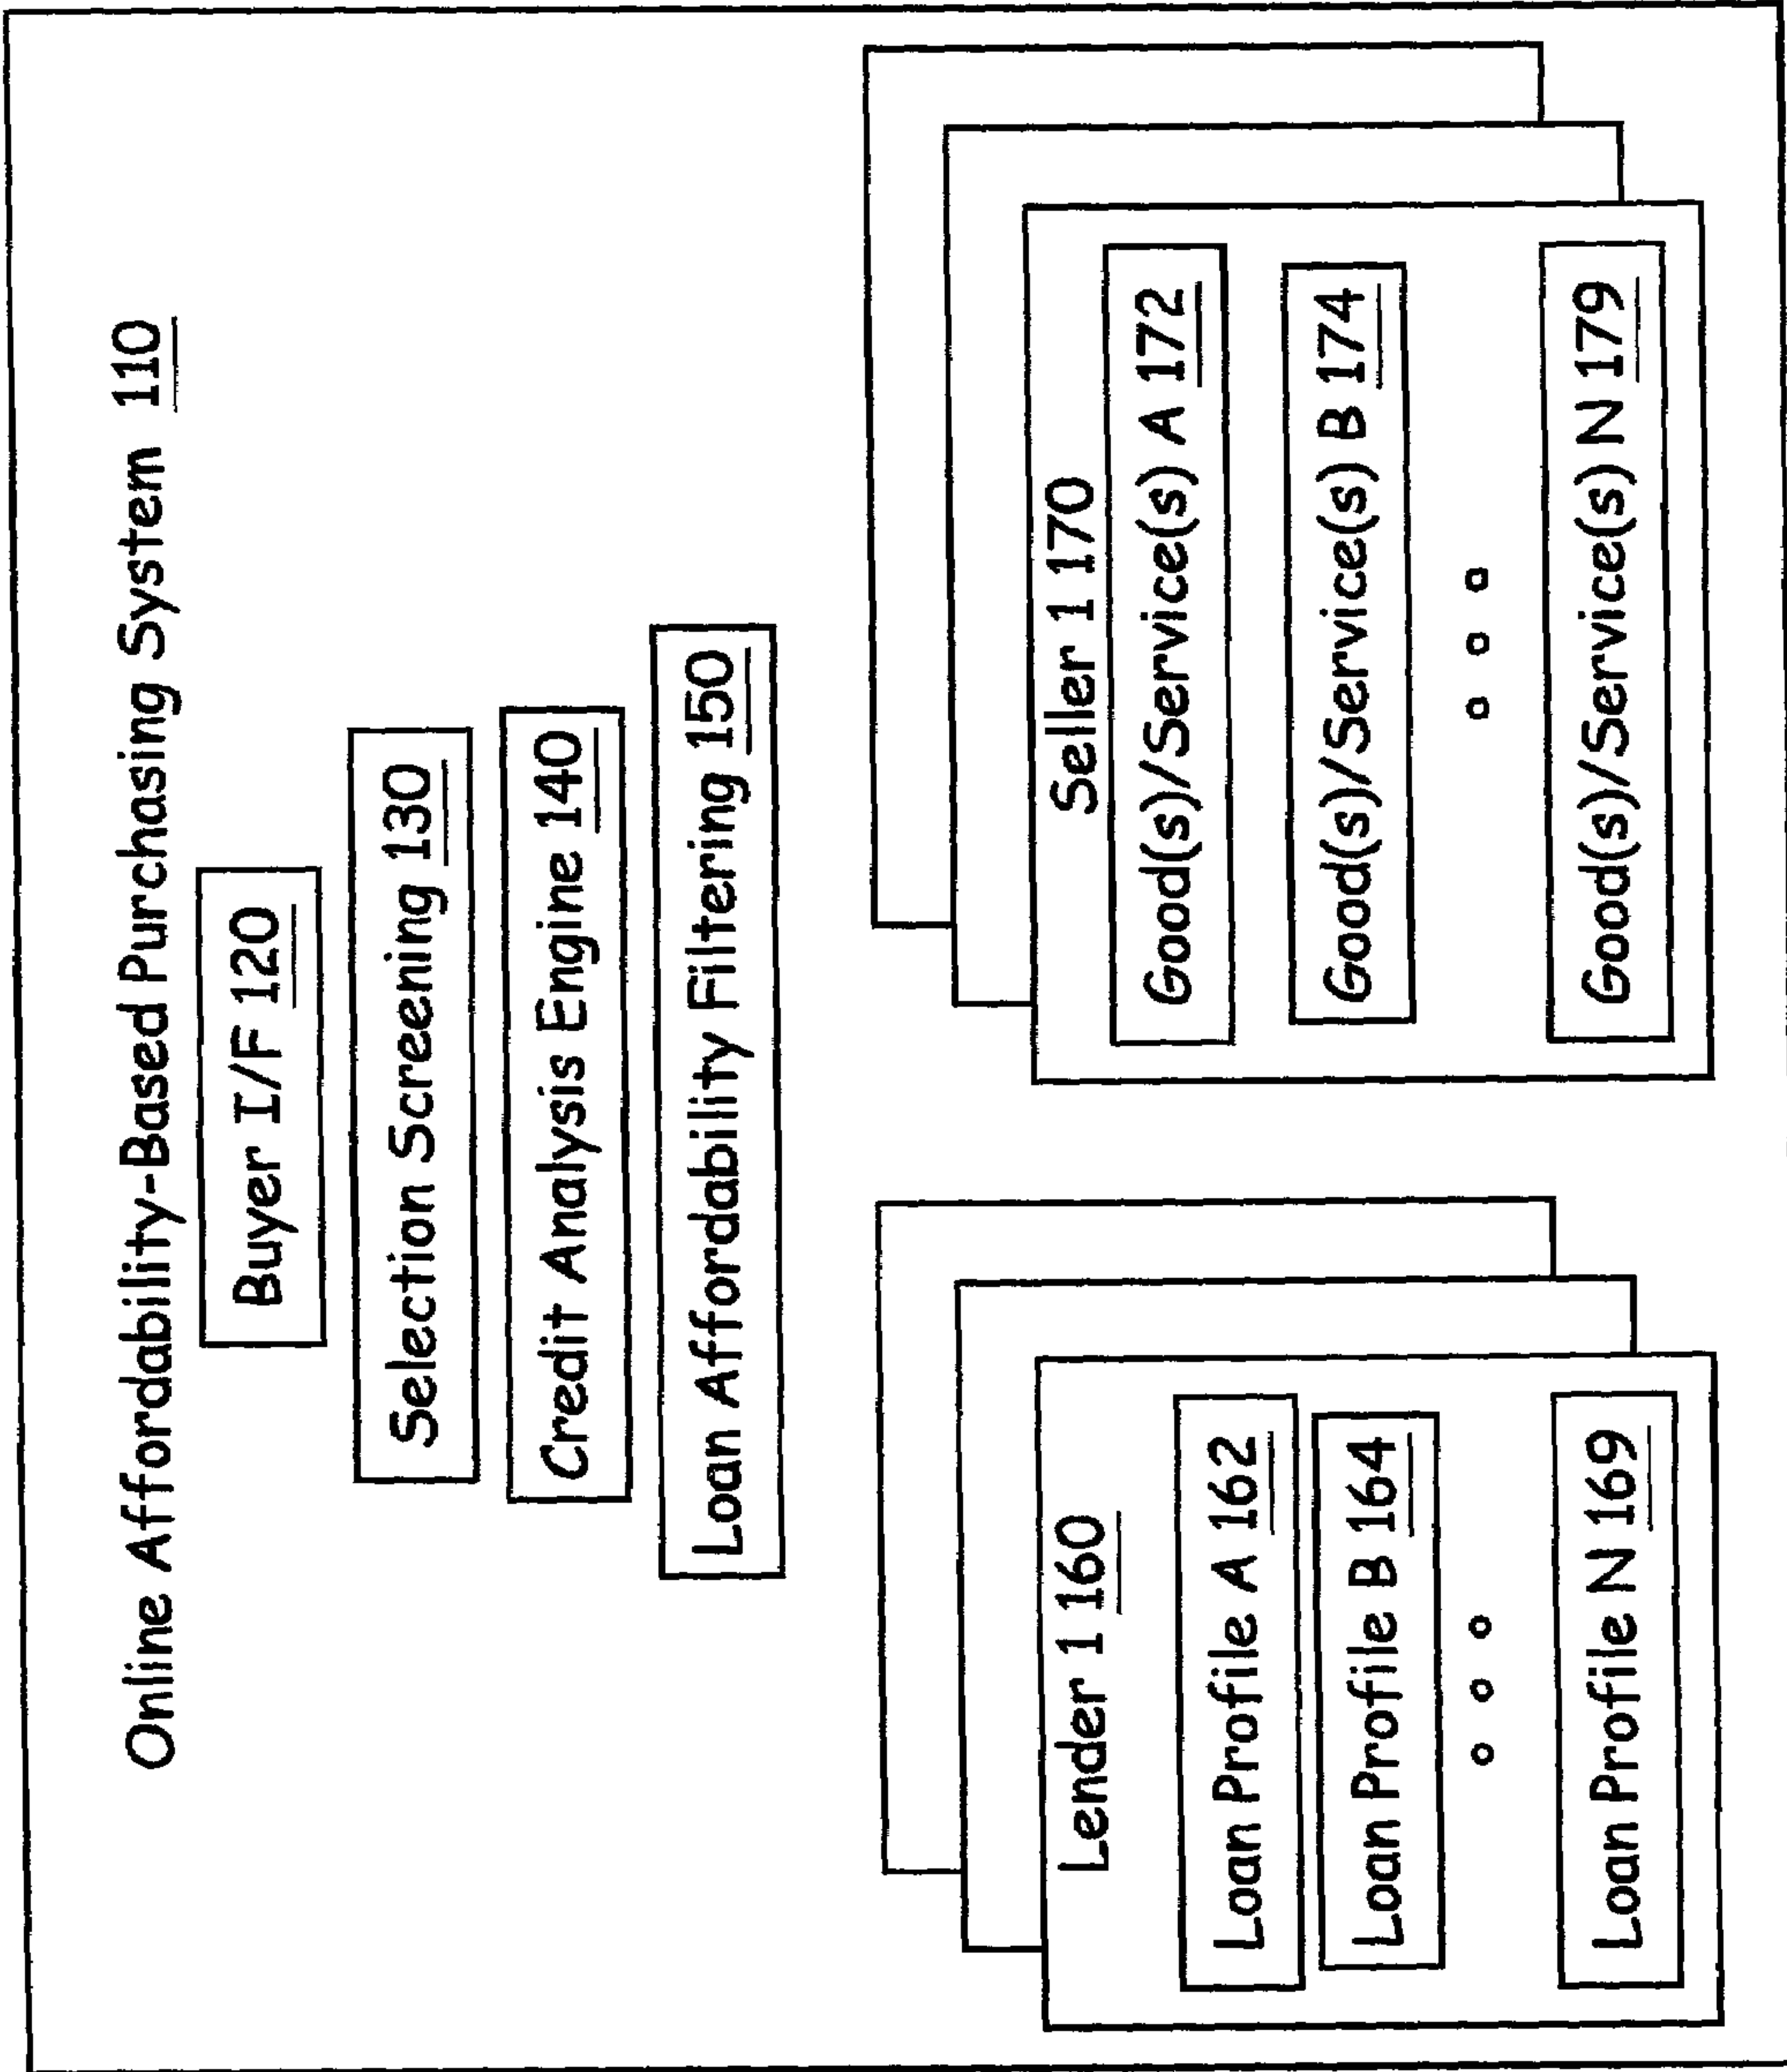 Online Affordability-Based Purchasing System 110
Buyer I/F 120
Selection Screening 130
Credit Analysis Engine 140
Loan Affordability Filtering 150
Lender 1 160
Loan Profile A 162
Loan Profile B 164
Loan Profile N 169
Seller 1 170
Good(s)/Service(s) A 172
Good(s)/Service(s) B 174
Good(s)/Service(s) N 179